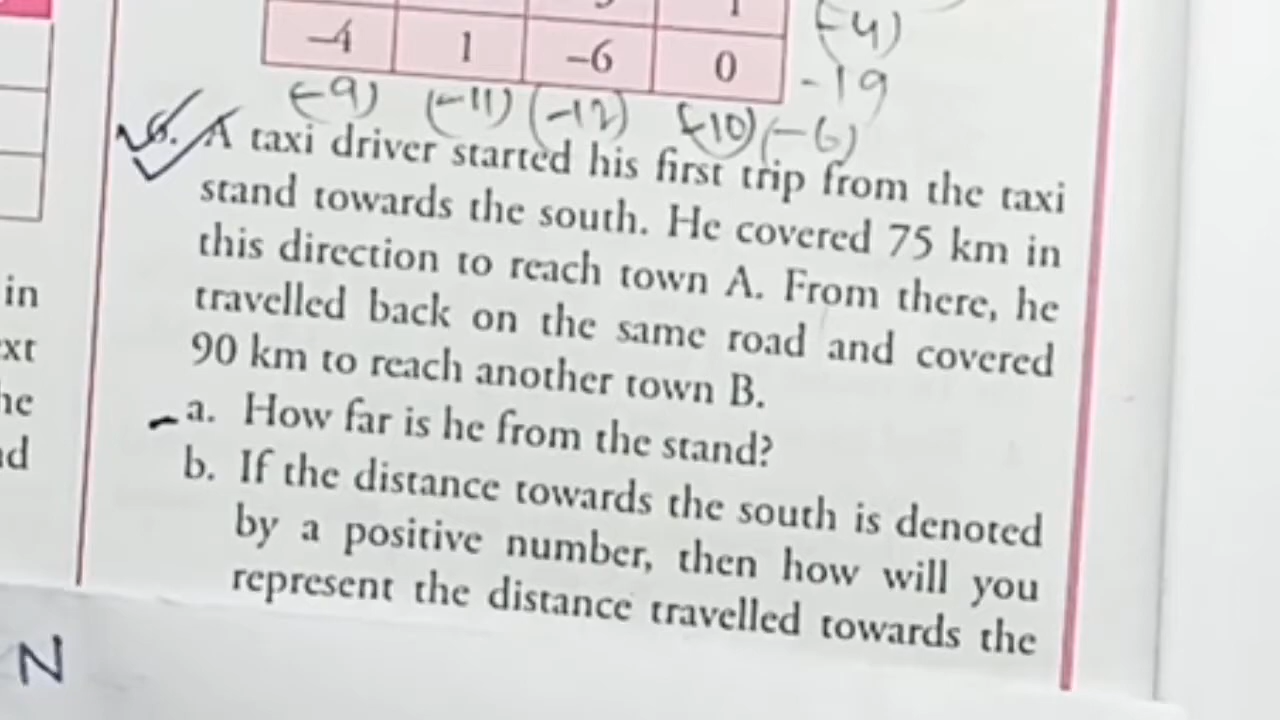 -4 1 -6 0 (-4)
-19
(-9) (-11) (-12) (-10) (-6)
6. A taxi driver started his first trip from the taxi
stand towards the south. He covered 75 km in
this direction to reach town A. From there, he
travelled back on the same road and covered
90 km to reach another town B.
a. How far is he from the stand?
b. If the distance towards the south is denoted
by a positive number, then how will you
represent the distance travelled towards the
in
N